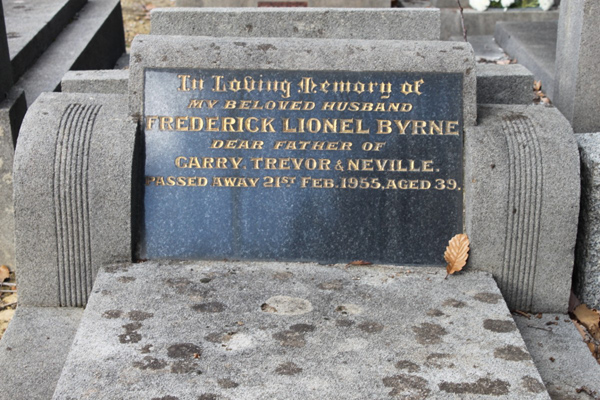 In Loving Memory of
MY BELOVED HUSBAND
FREDERICK LIONEL BYRNE
DEAR FATHER OF
GARRY, TREVOR & NEVILLE.
PASSED AWAY 21ST FEB. 1955, AGED 39.